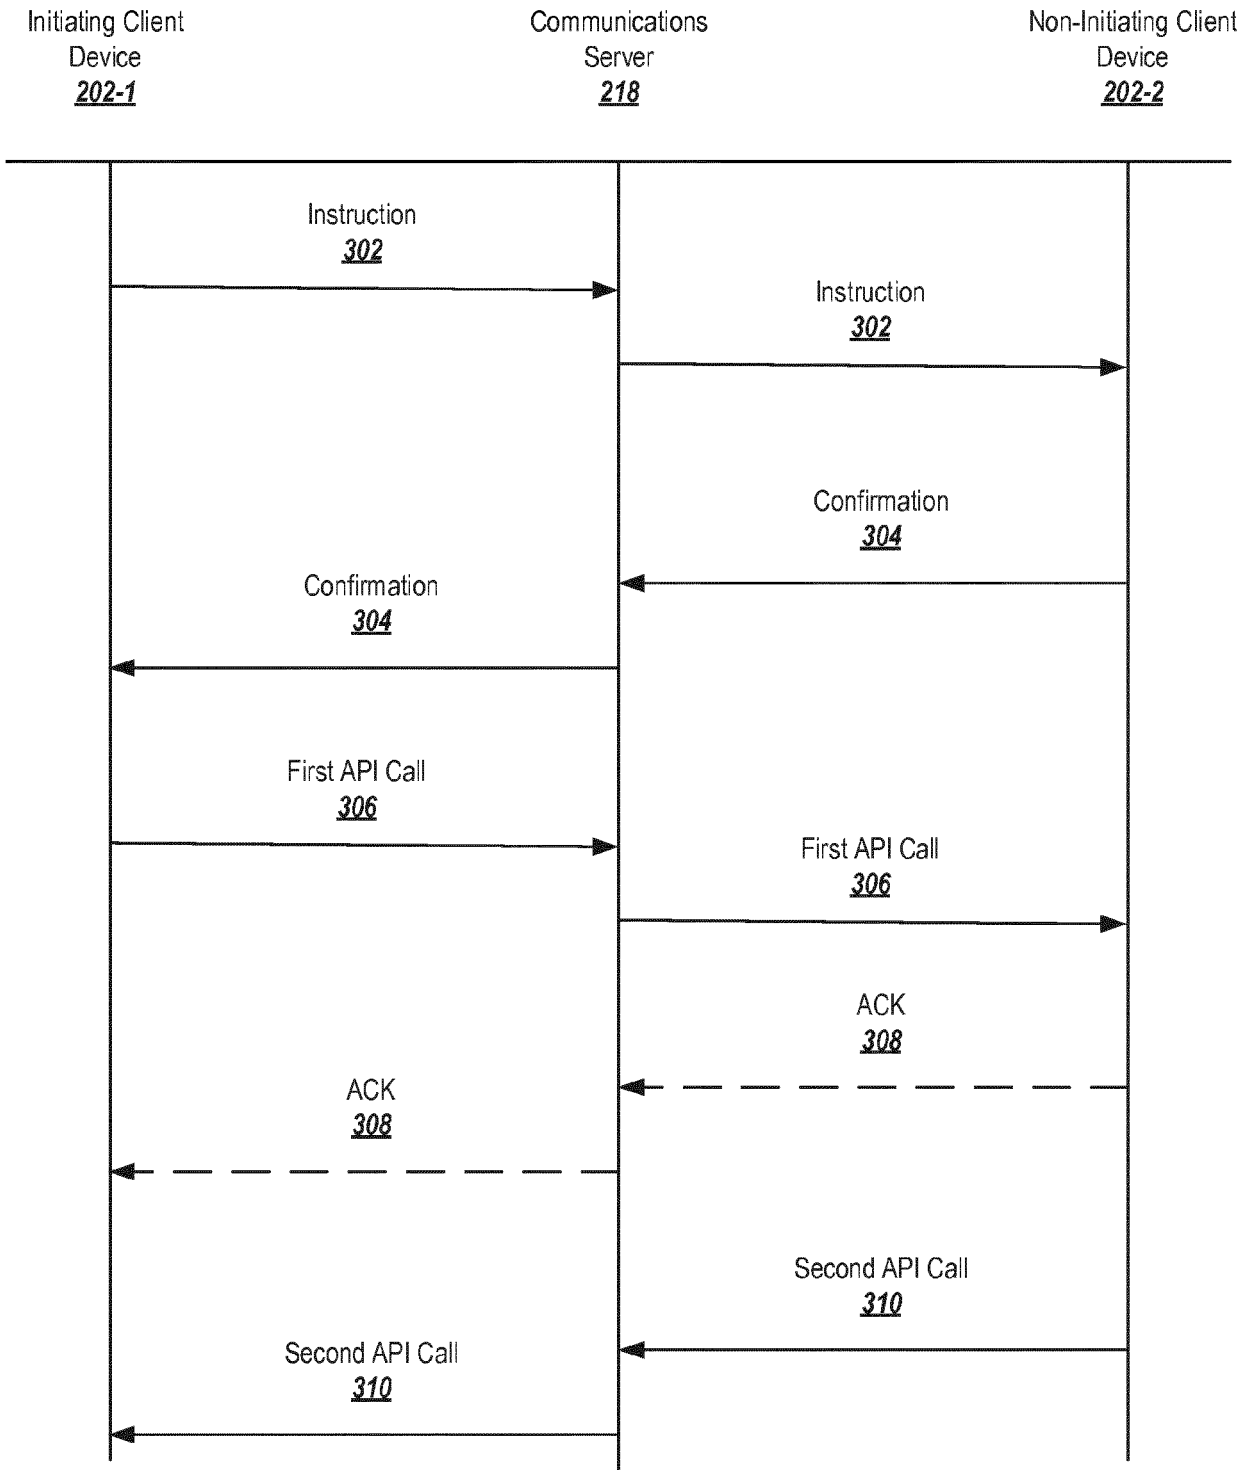 Initiating Client
Device
202-1
Communications
Server
218
Non-Initiating Client
Device
202-2
Instruction
302
Instruction
302
Confirmation
304
Confirmation
304
First API Call
306
First API Call
306
ACK
308
ACK
308
Second API Call
310
Second API Call
310